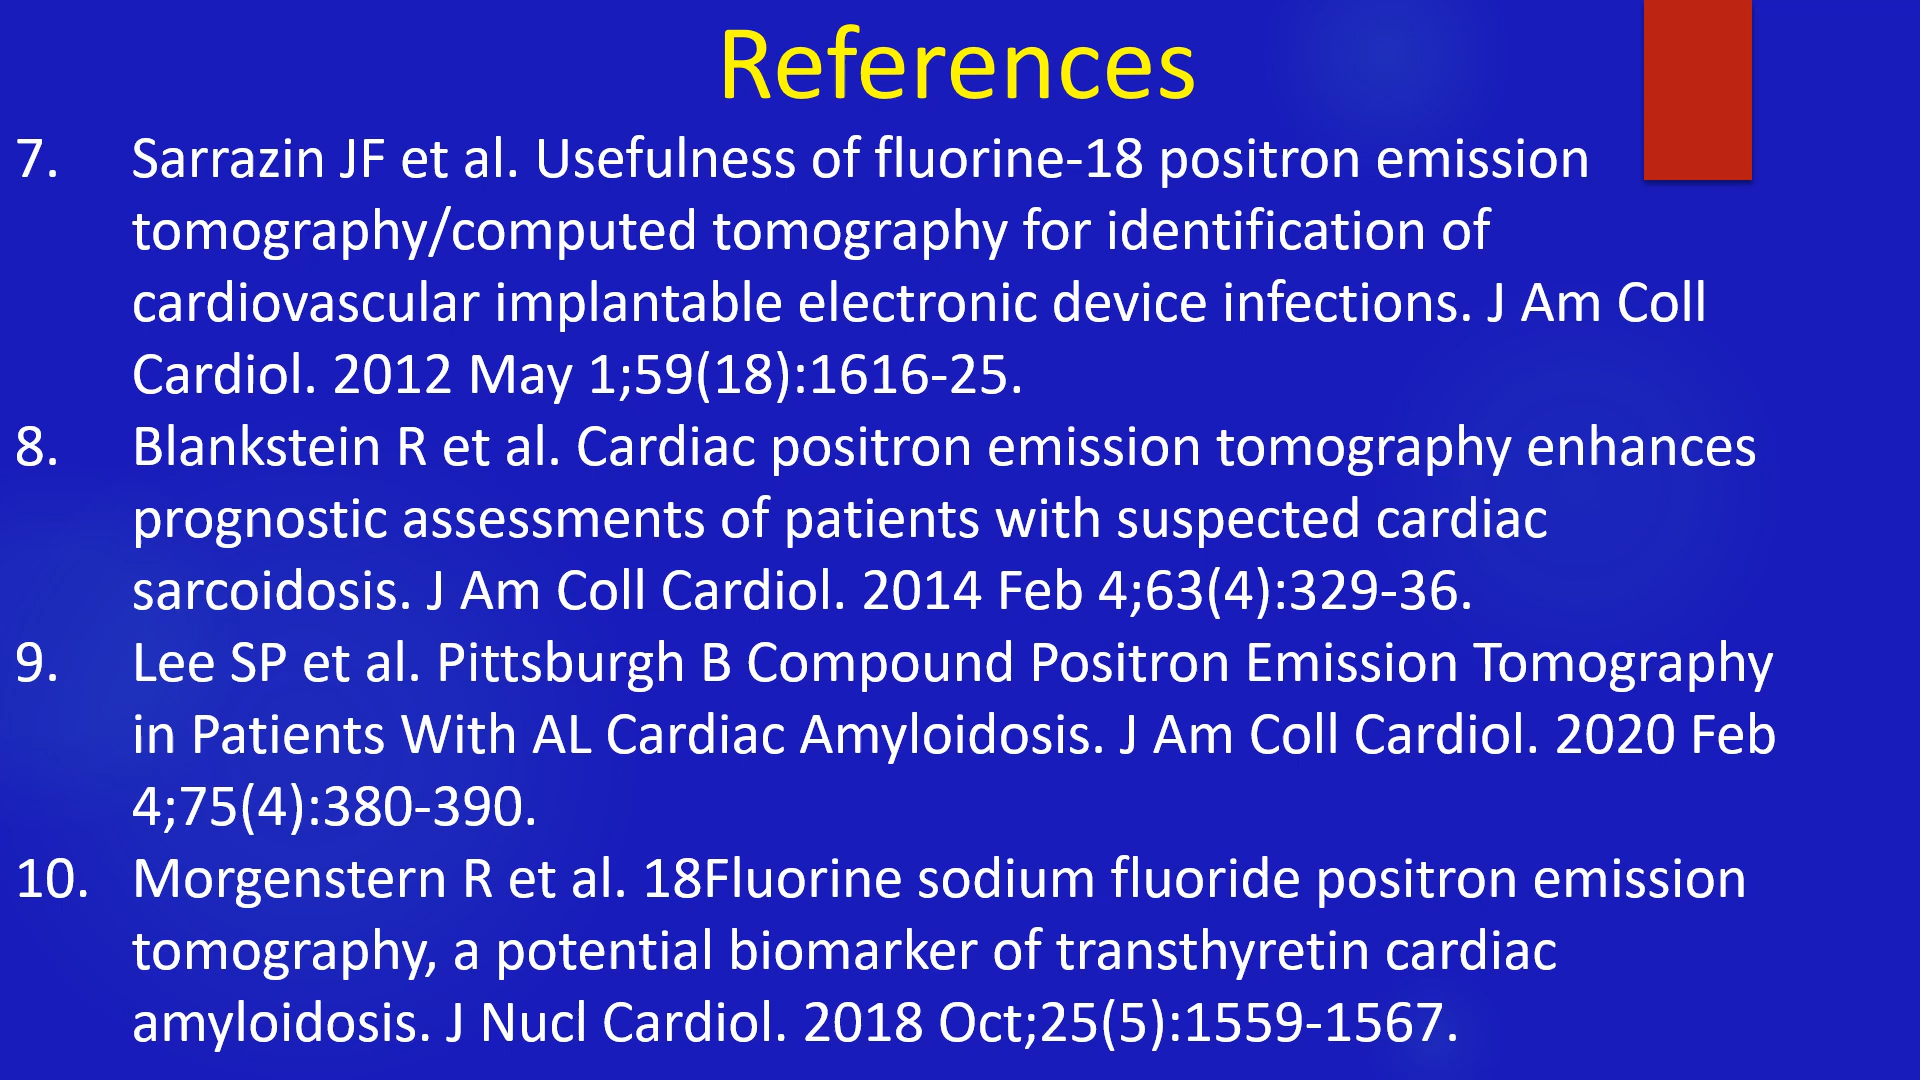 References
7. Sarrazin JF et al. Usefulness of fluorine-18 positron emission
tomography/computed tomography for identification of
cardiovascular implantable electronic device infections. J Am Coll
Cardiol. 2012 May 1;59(18):1616-25.
8. Blankstein R et al. Cardiac positron emission tomography enhances
prognostic assessments of patients with suspected cardiac
sarcoidosis. J Am Coll Cardiol. 2014 Feb 4;63(4):329-36.
9. Lee SP et al. Pittsburgh B Compound Positron Emission Tomography
in Patients With AL Cardiac Amyloidosis. J Am Coll Cardiol. 2020 Feb
4;75(4):380-390.
10. Morgenstern R et al. 18Fluorine sodium fluoride positron emission
tomography, a potential biomarker of transthyretin cardiac
amyloidosis. J Nucl Cardiol. 2018 Oct;25(5):1559-1567.